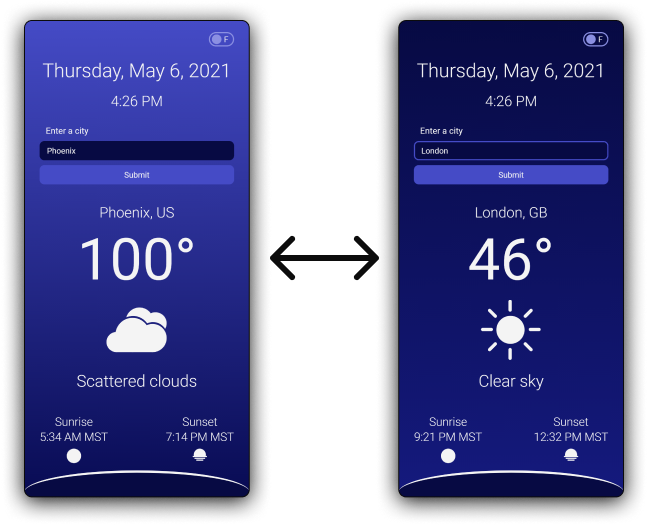 F
Thursday, May 6, 2021
4:26 PM
Enter a city
Phoenix
Submit
Phoenix, US
100°
Scattered clouds
Sunrise
5:34 AM MST
Sunset
7:14 PM MST
F
Thursday, May 6, 2021
4:26 PM
Enter a city
London
Submit
London, GB
46°
Clear sky
Sunrise
9:21 PM MST
Sunset
12:32 PM MST